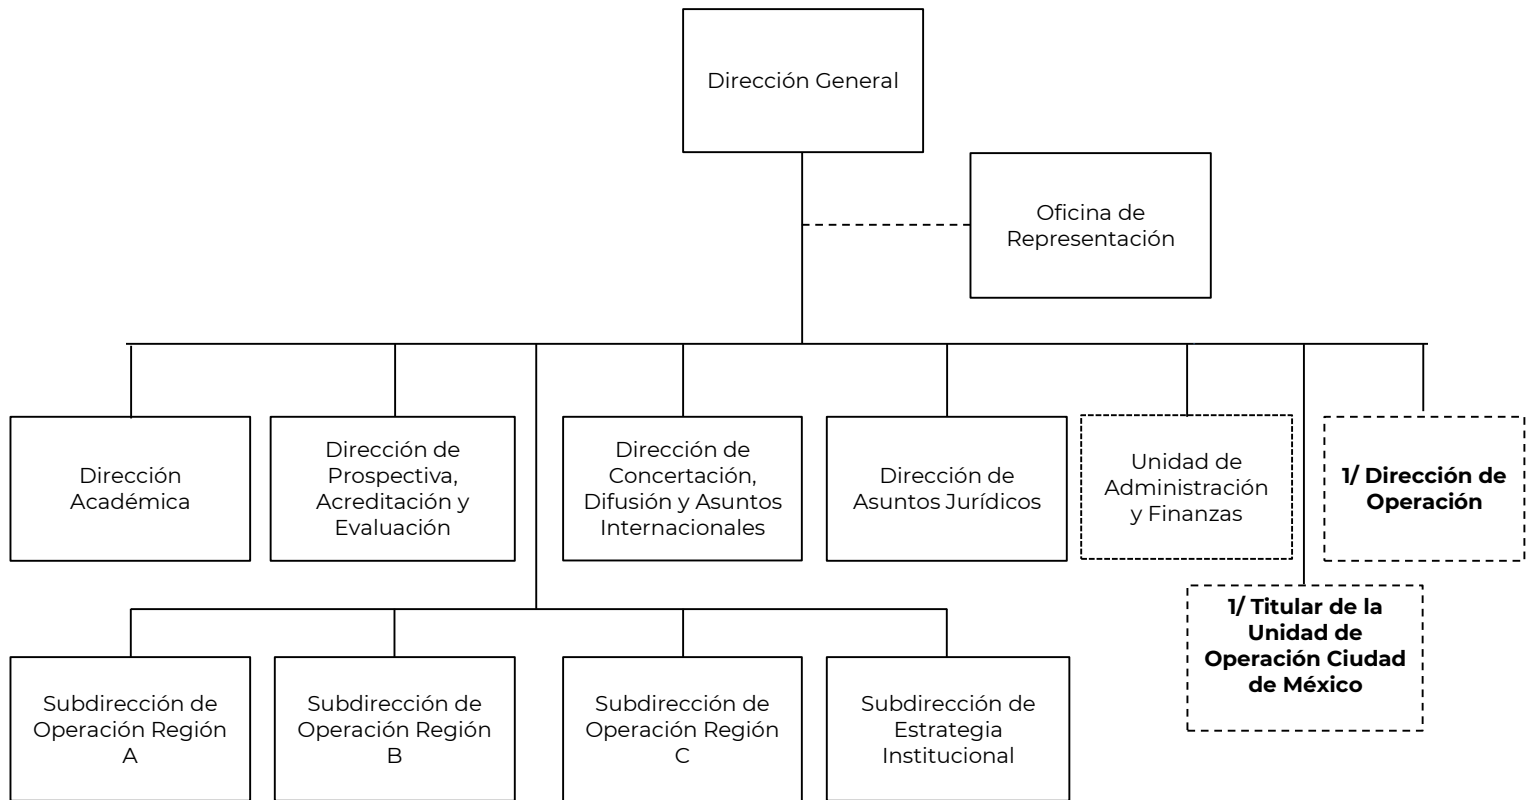 Dirección General
Oficina de
Representación
Dirección
Académica
Dirección de
Prospectiva,
Acreditación y
Evaluación
Dirección de
Concertación,
Difusión y Asuntos
Internacionales
Dirección de
Asuntos Jurídicos
Unidad de
Administración
y Finanzas
1/ Dirección de
Operación
1/ Titular de la
Unidad de
Operación Ciudad
de México
Subdirección de
Operación Región
A
Subdirección de
Operación Región
B
Subdirección de
Operación Región
C
Subdirección de
Estrategia
Institucional